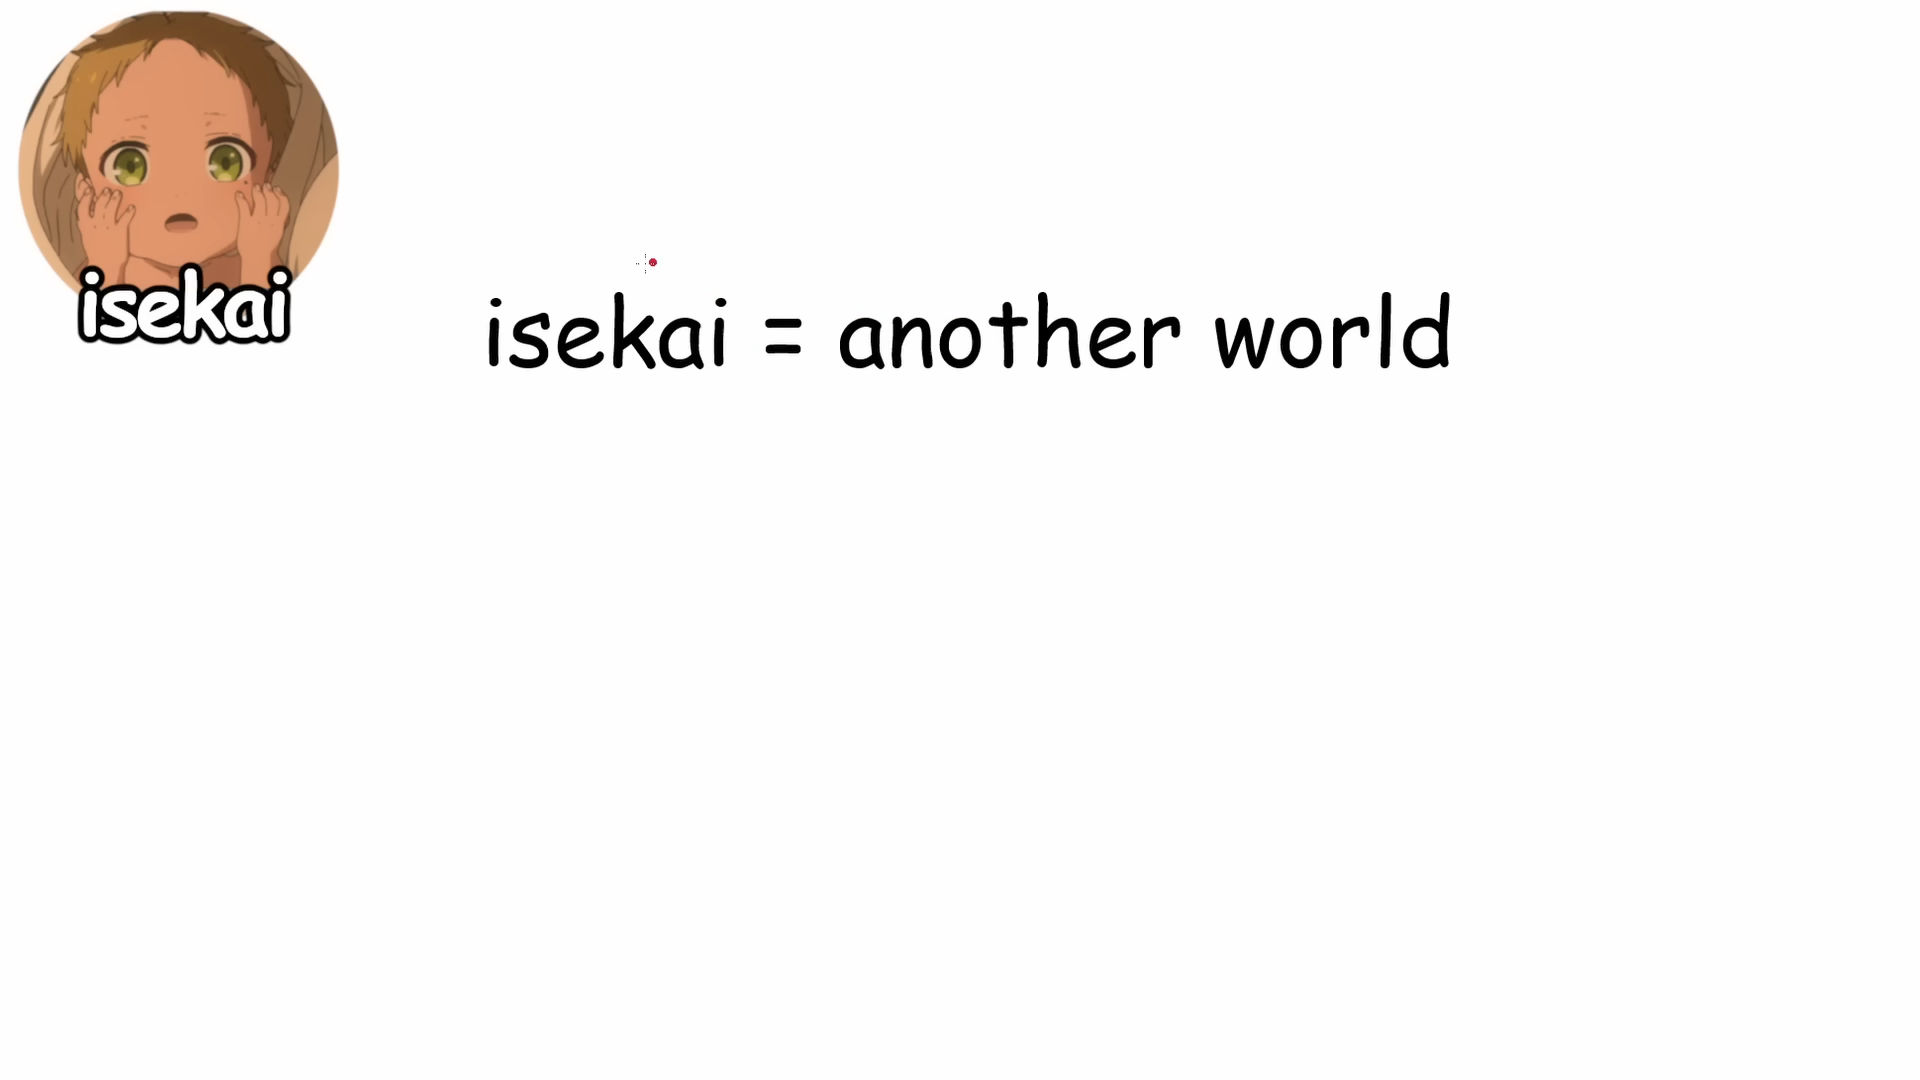 isekai
isekai = another world